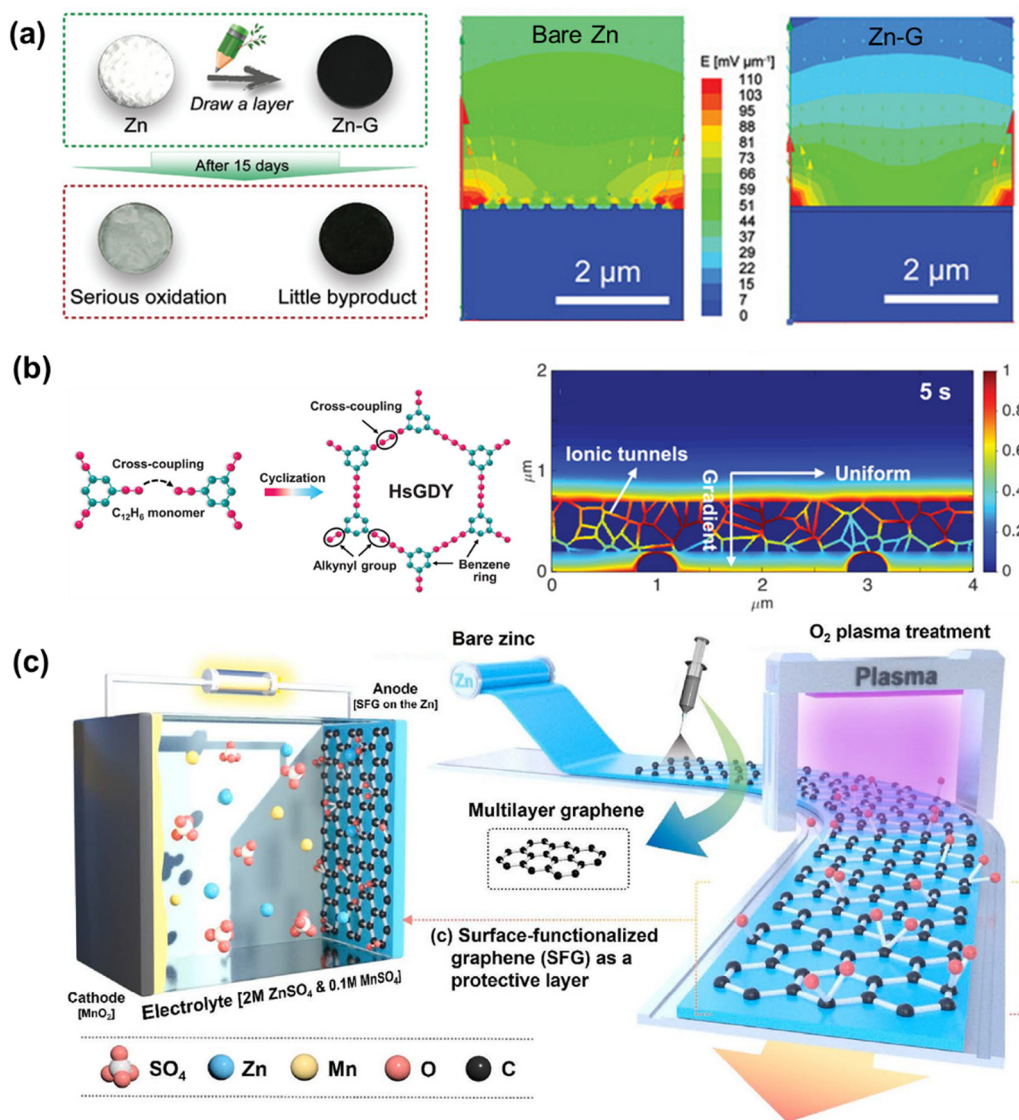 (a)
Zn
Draw a layer
Zn-G
After 15 days
Serious oxidation
Little byproduct
Bare Zn
2 μm
E [mV μm⁻¹]
110
103
95
88
81
73
66
59
51
44
37
29
22
15
7
0
Zn-G
2 μm
(b)
Cross-coupling
C₁₂H₆ monomer
Cyclization
Cross-coupling
HsGDY
Alkynyl group
Benzene
ring
5 s
Ionic tunnels
Gradient
Uniform
2
μm
1
0
0
1
2
3
4
μm
1
0.8
0.6
0.4
0.2
0
(c)
Anode
[SFG on the Zn]
Cathode
[MnO₂]
Electrolyte [2M ZnSO₄ & 0.1M MnSO₄]
Bare zinc
Zn
O₂ plasma treatment
Plasma
Multilayer graphene
(c) Surface-functionalized
graphene (SFG) as a
protective layer
SO₄
Zn
Mn
O
C